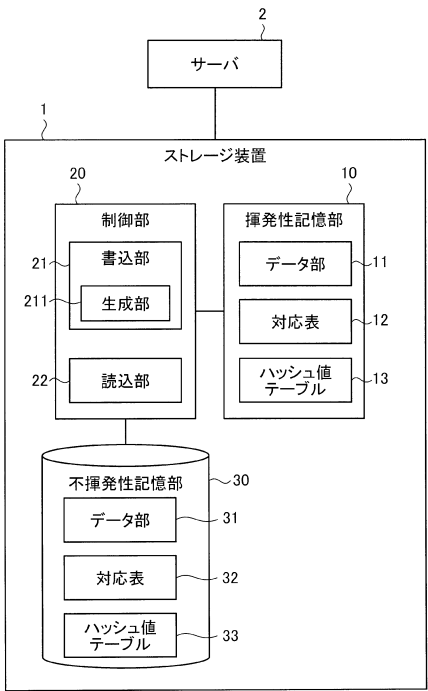 2
サーバ
1
ストレージ装置
20
制御部
21
書込部
211
生成部
22
読込部
10
揮発性記憶部
データ部
11
対応表
12
ハッシュ値
テーブル
13
不揮発性記憶部
30
データ部
31
対応表
32
ハッシュ値
テーブル
33